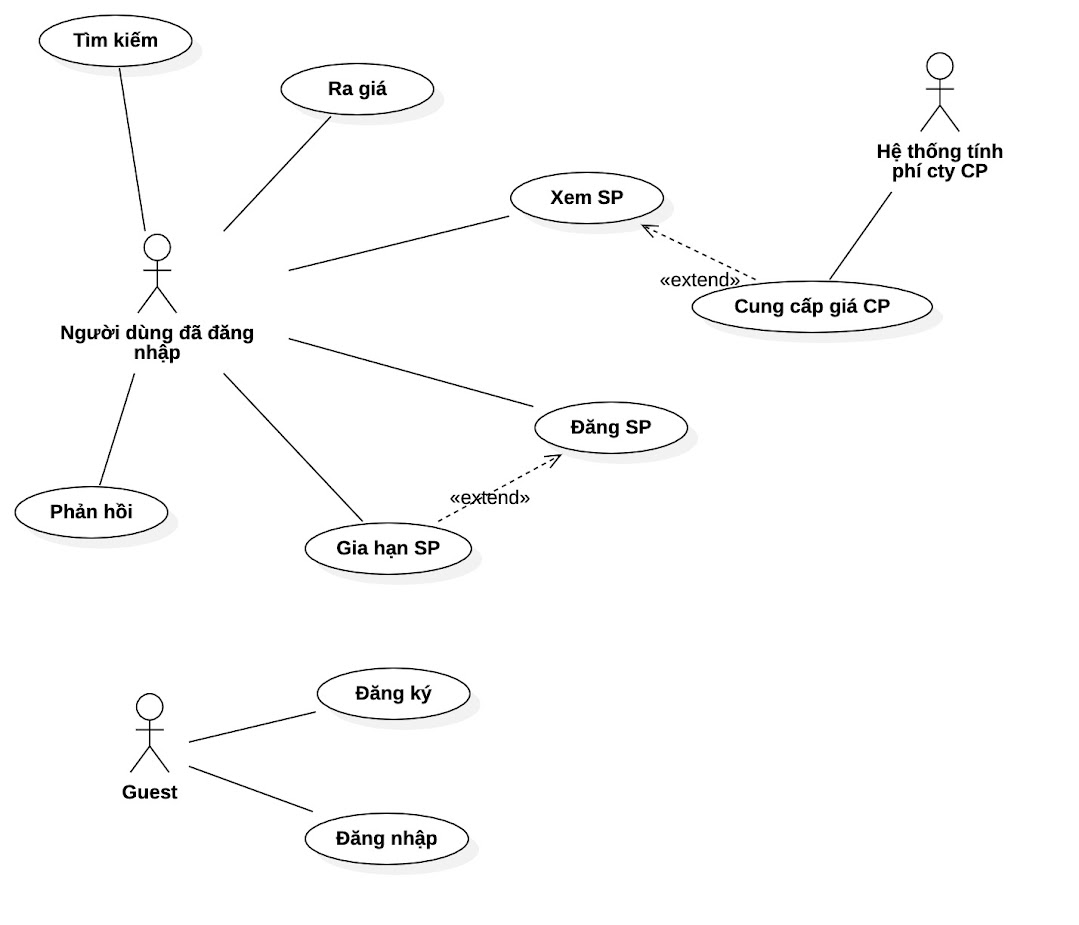 Tìm kiếm
Ra giá
Hệ thống tính
phí cty CP
Xem SP
«extend»
Cung cấp giá CP
Người dùng đã đăng
nhập
Đăng SP
«extend»
Phản hồi
Gia hạn SP
Đăng ký
Guest
Đăng nhập